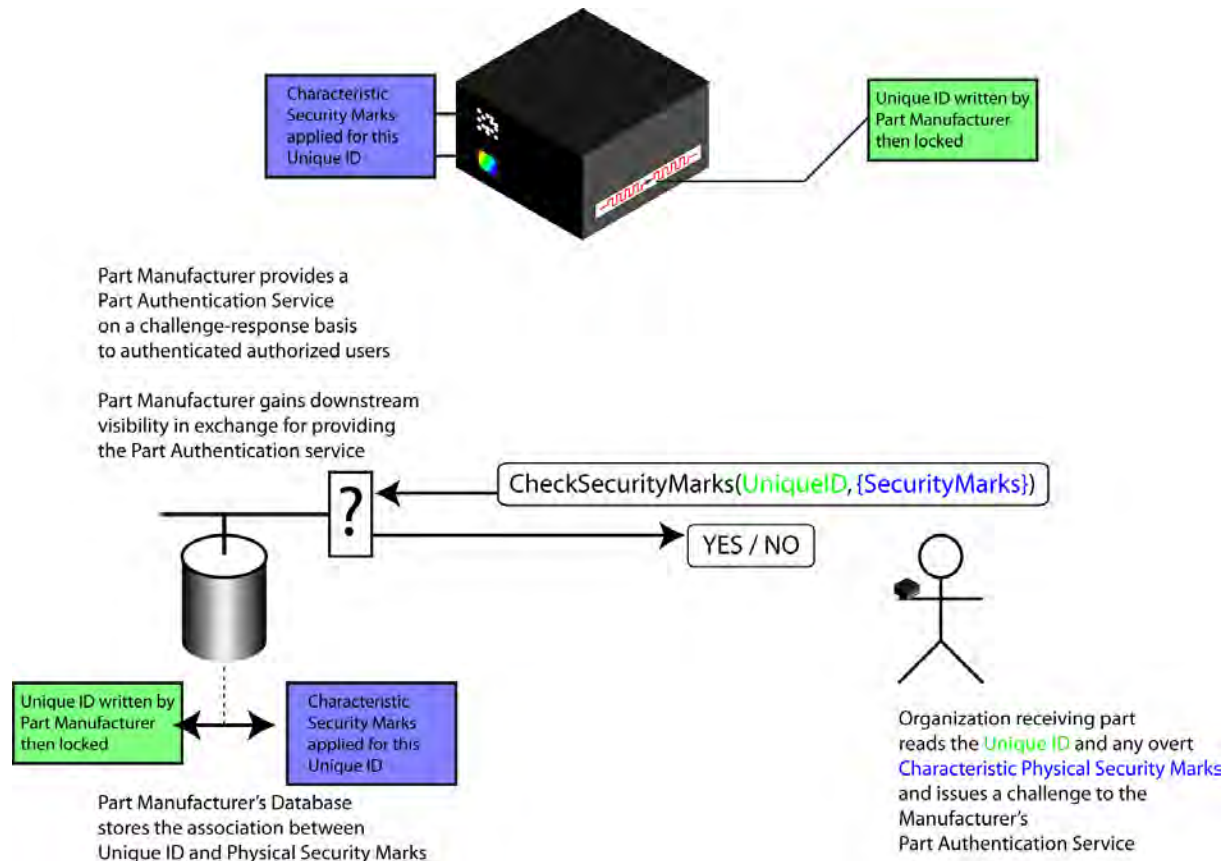 Characteristic
Security Marks
applied for this
Unique ID
Unique ID written by
Part Manufacturer
then locked
Part Manufacturer provides a
Part Authentication Service
on a challenge-response basis
to authenticated authorized users
Part Manufacturer gains downstream
visibility in exchange for providing
the Part Authentication service
CheckSecurityMarks(UniqueID, {SecurityMarks})
?
YES / NO
Unique ID written by
Part Manufacturer
then locked
Characteristic
Security Marks
applied for this
Unique ID
Part Manufacturer's Database
stores the association between
Unique ID and Physical Security Marks
Organization receiving part
reads the Unique ID and any overt
Characteristic Physical Security Marks
and issues a challenge to the
Manufacturer's
Part Authentication Service